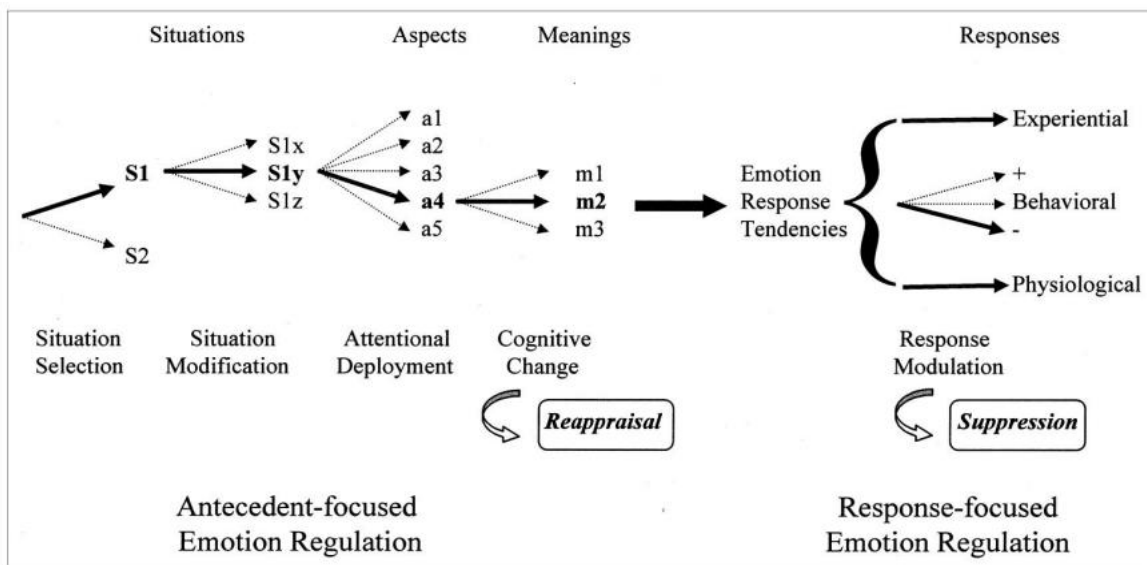 Situations
Aspects
Meanings
Responses
S1
S2
S1x
S1y
S1z
a1
a2
a3
a4
a5
m1
m2
m3
Emotion
Response
Tendencies
Experiential
+
Behavioral
-
Physiological
Situation
Selection
Situation
Modification
Attentional
Deployment
Cognitive
Change
Reappraisal
Response
Modulation
Suppression
Antecedent-focused
Emotion Regulation
Response-focused
Emotion Regulation